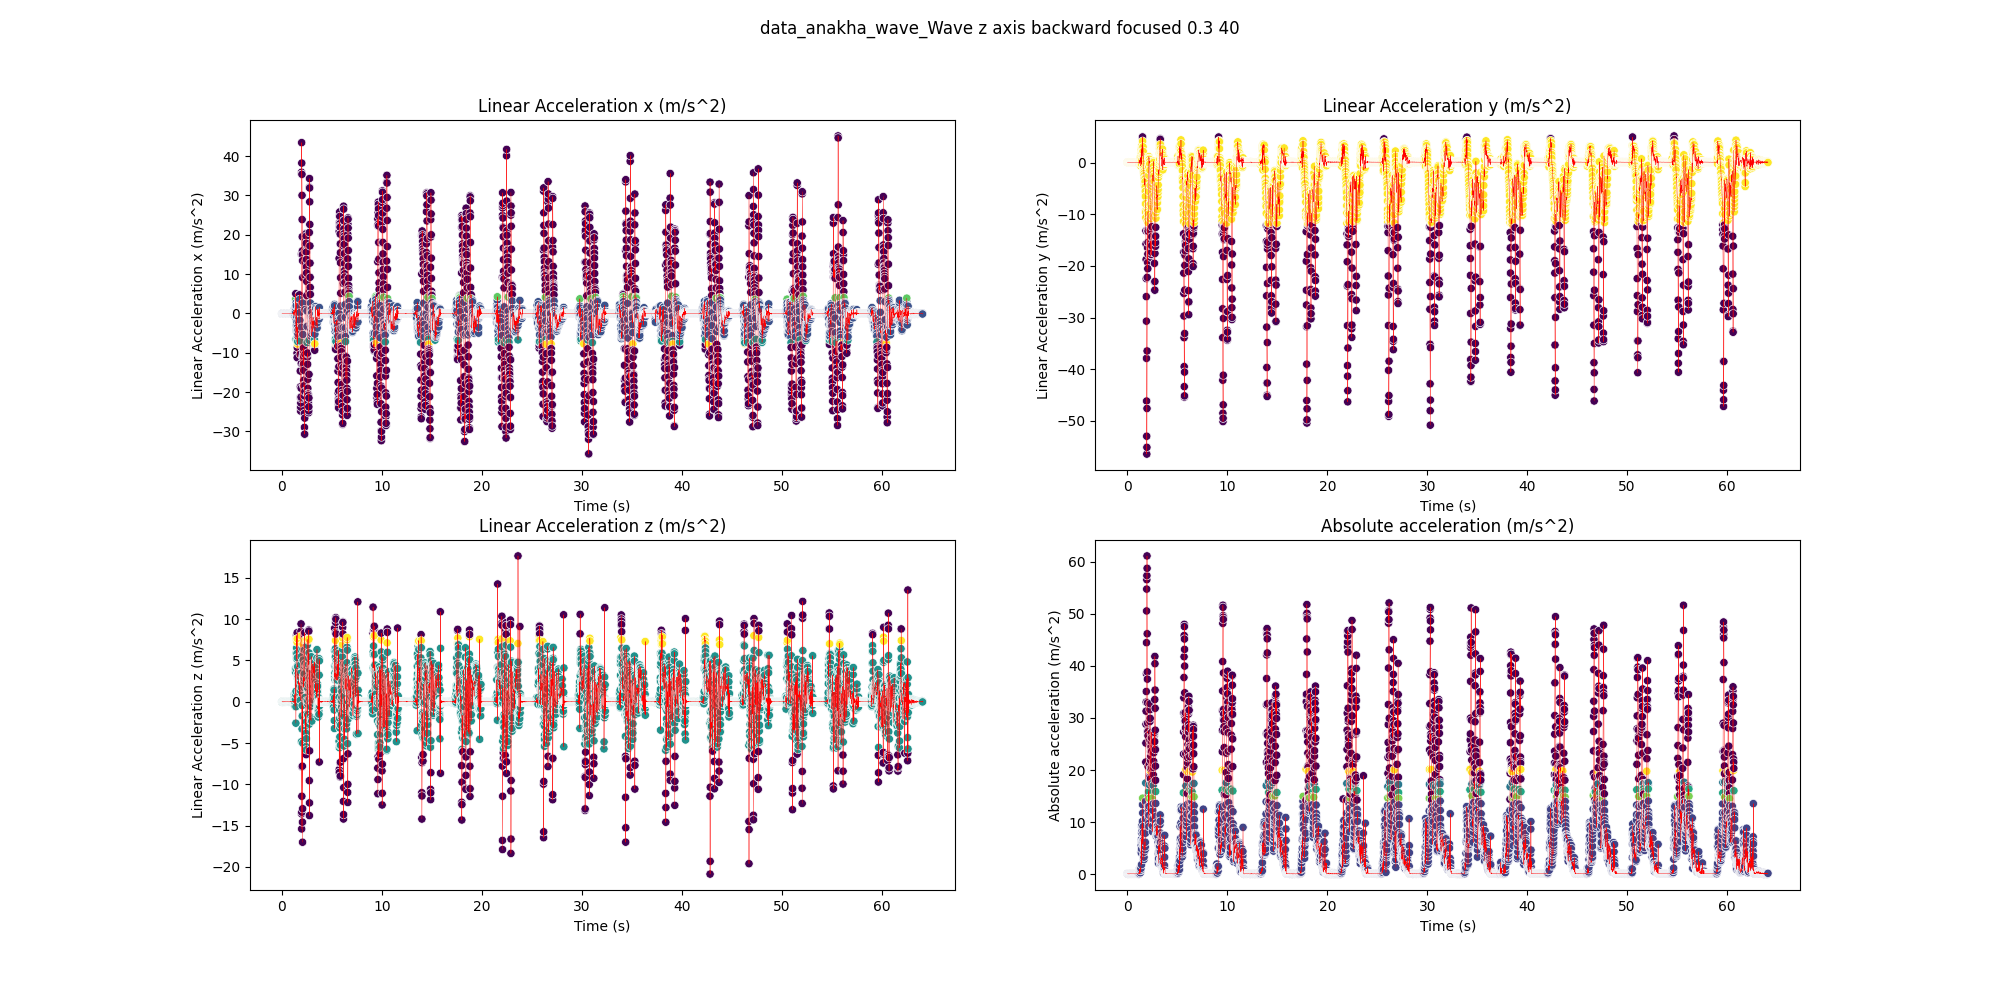 data_anakha_wave_Wave z axis backward focused 0.3 40
Linear Acceleration x (m/s^2)
Linear Acceleration x (m/s^2)
40
30
20
10
0
−10
−20
−30
0 10 20 30 40 50 60
Time (s)
Linear Acceleration y (m/s^2)
Linear Acceleration y (m/s^2)
0
−10
−20
−30
−40
−50
0 10 20 30 40 50 60
Time (s)
Linear Acceleration z (m/s^2)
Linear Acceleration z (m/s^2)
15
10
5
0
−5
−10
−15
−20
0 10 20 30 40 50 60
Time (s)
Absolute acceleration (m/s^2)
Absolute acceleration (m/s^2)
60
50
40
30
20
10
0
0 10 20 30 40 50 60
Time (s)